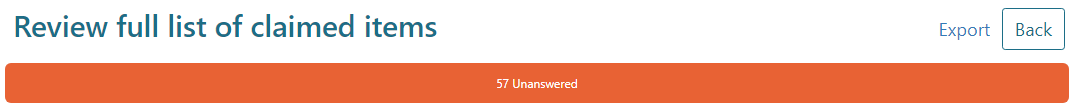 Review full list of claimed items
Export
Back
57 Unanswered